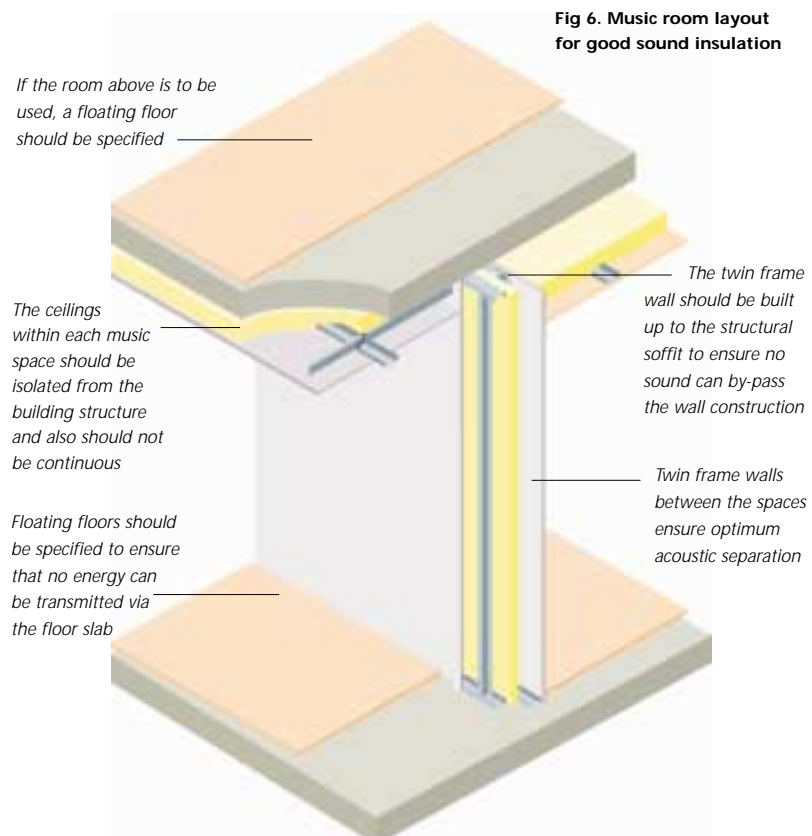 Fig 6. Music room layout
for good sound insulation
If the room above is to be
used, a floating floor
should be specified
The ceilings
within each music
space should be
isolated from the
building structure
and also should not
be continuous
Floating floors should
be specified to ensure
that no energy can
be transmitted via
the floor slab
The twin frame
wall should be built
up to the structural
soffit to ensure no
sound can by-pass
the wall construction
Twin frame walls
between the spaces
ensure optimum
acoustic separation